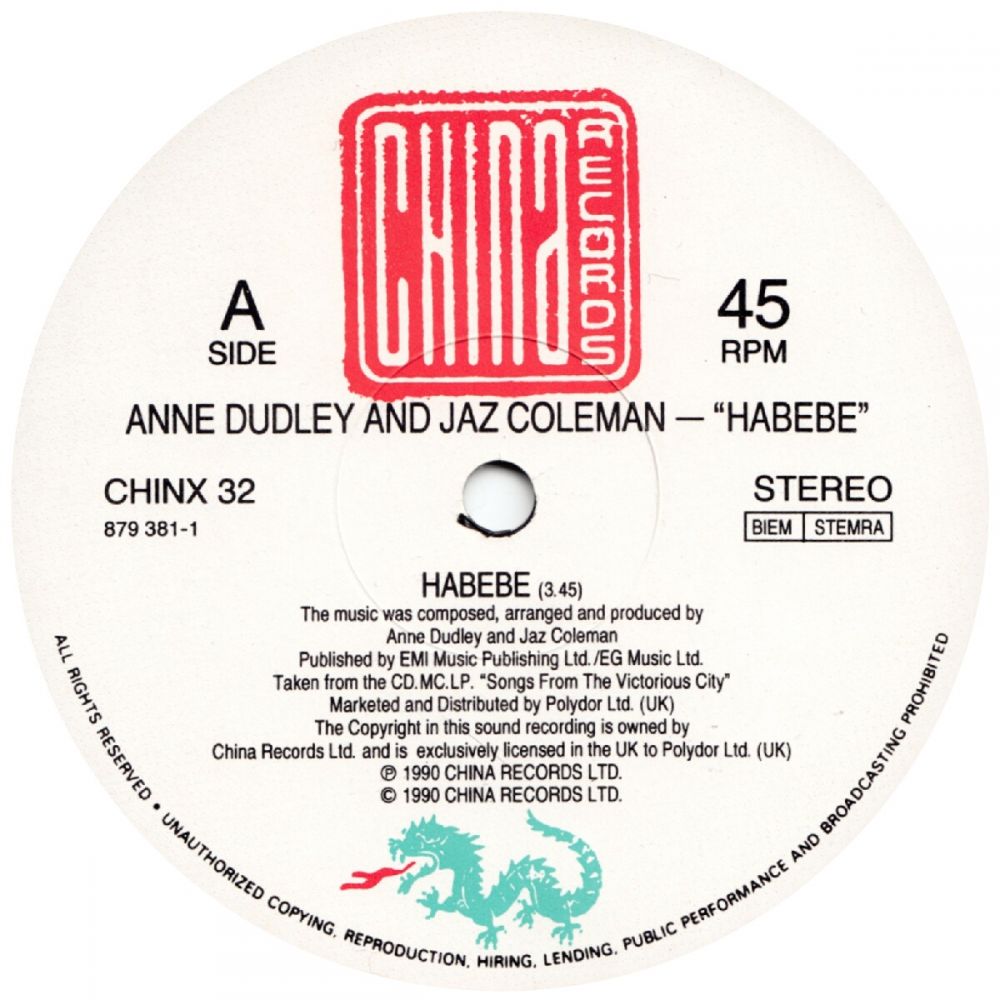 CHINA RECORDS
A
SIDE
45
RPM
ANNE DUDLEY AND JAZ COLEMAN — “HABEBE”
CHINX 32
879 381-1
STEREO
BIEM STEMRA
HABEBE (3.45)
The music was composed, arranged and produced by
Anne Dudley and Jaz Coleman
Published by EMI Music Publishing Ltd./EG Music Ltd.
Taken from the CD.MC.LP. “Songs From The Victorious City”
Marketed and Distributed by Polydor Ltd. (UK)
The Copyright in this sound recording is owned by
China Records Ltd. and is exclusively licensed in the UK to Polydor Ltd. (UK)
℗ 1990 CHINA RECORDS LTD.
© 1990 CHINA RECORDS LTD.
ALL RIGHTS RESERVED • UNAUTHORIZED COPYING, REPRODUCTION, HIRING, LENDING, PUBLIC PERFORMANCE AND BROADCASTING PROHIBITED